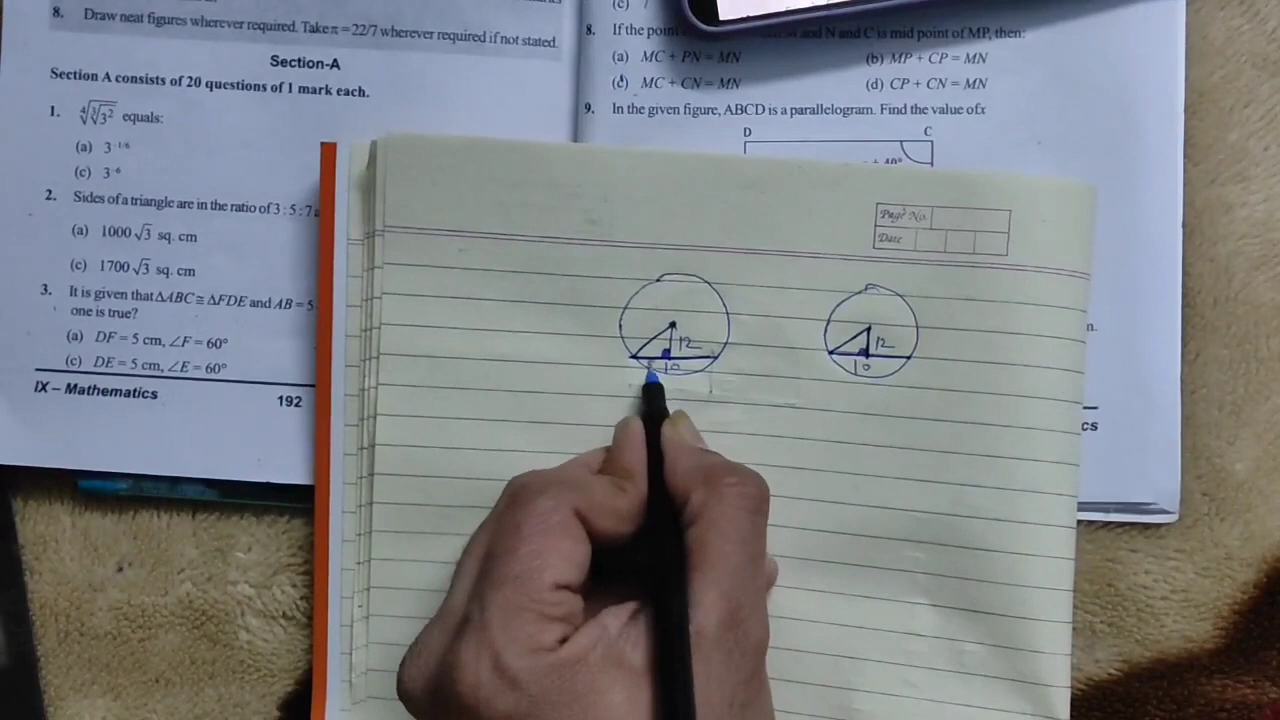 8. Draw neat figures wherever required. Take π = 22/7 wherever required if not stated.
Section-A
Section A consists of 20 questions of 1 mark each.
1. ∜∛3² equals:
(a) 3⁻¹ᐟ⁶
(c) 3⁻⁶
2. Sides of a triangle are in the ratio of 3 : 5 : 7
(a) 1000√3 sq. cm
(c) 1700√3 sq. cm
3. It is given that ΔABC ≅ ΔFDE and AB = 5
one is true?
(a) DF = 5 cm, ∠F = 60°
(c) DE = 5 cm, ∠E = 60°
IX – Mathematics
192
(c)
8. If the point and N and C is mid point of MP, then:
(a) MC + PN = MN
(b) MP + CP = MN
(c) MC + CN = MN
(d) CP + CN = MN
9. In the given figure, ABCD is a parallelogram. Find the value of x
D C
+ 40°
Page No.
Date
12 12
10 10
n.
cs